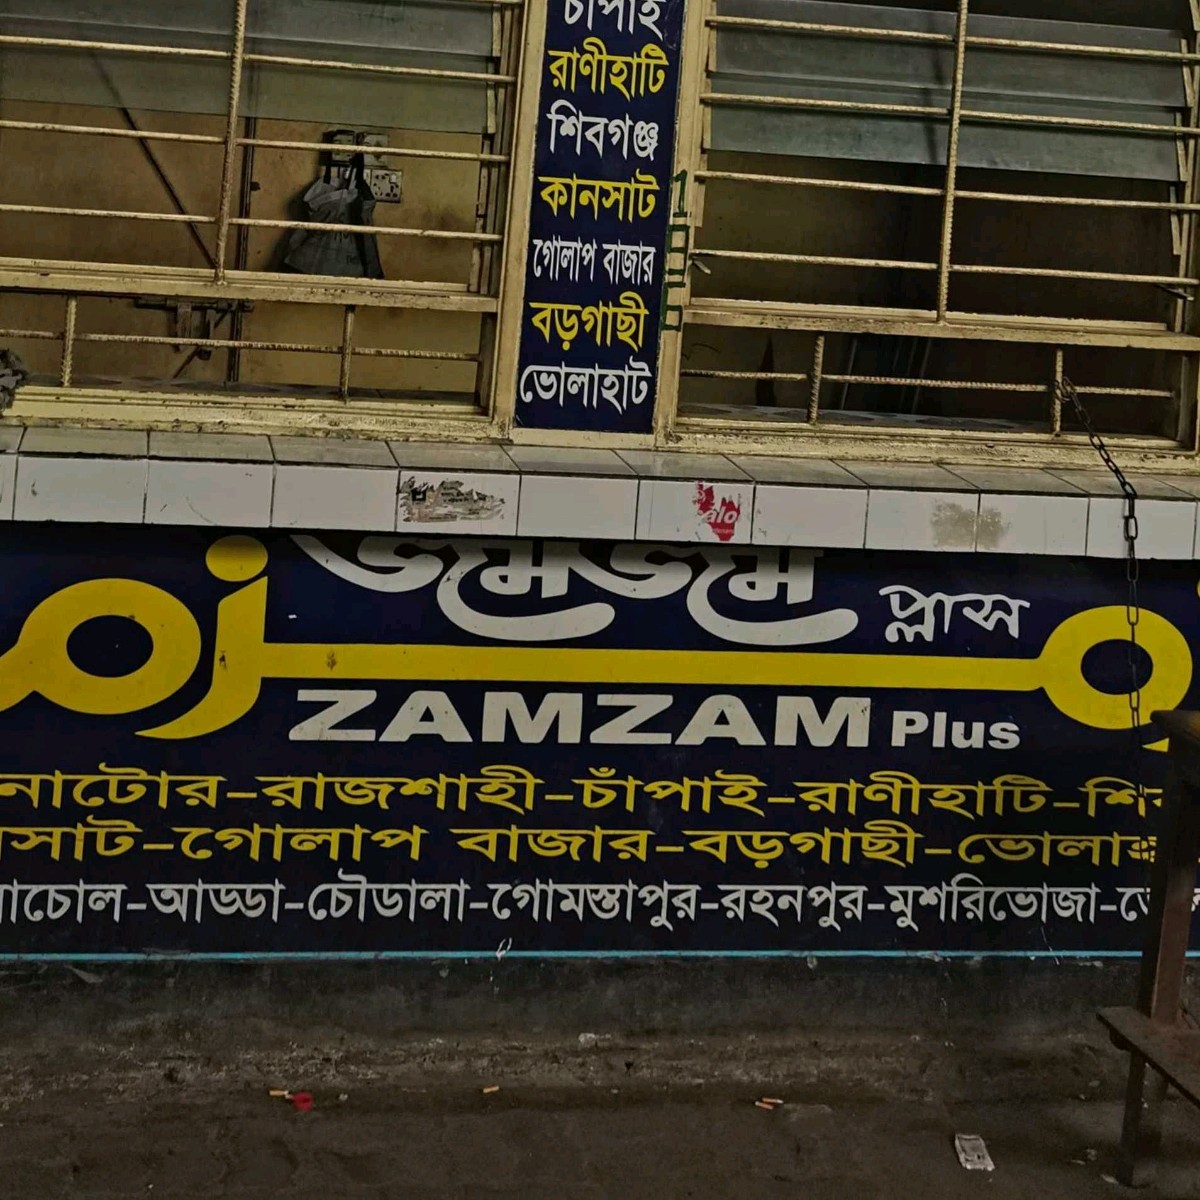 চাঁপাই
রাণীহাটি
শিবগঞ্জ
কানসাট
গোলাপ বাজার
বড়গাছী
ভোলাহাট
জমজম প্লাস
ZAMZAM Plus
নাটোর-রাজশাহী-চাঁপাই-রাণীহাটি-শি
সাট-গোলাপ বাজার-বড়গাছী-ভোলাহ
াচোল-আড্ডা-চৌডালা-গোমস্তাপুর-রহনপুর-মুশরিভোজা-ভো